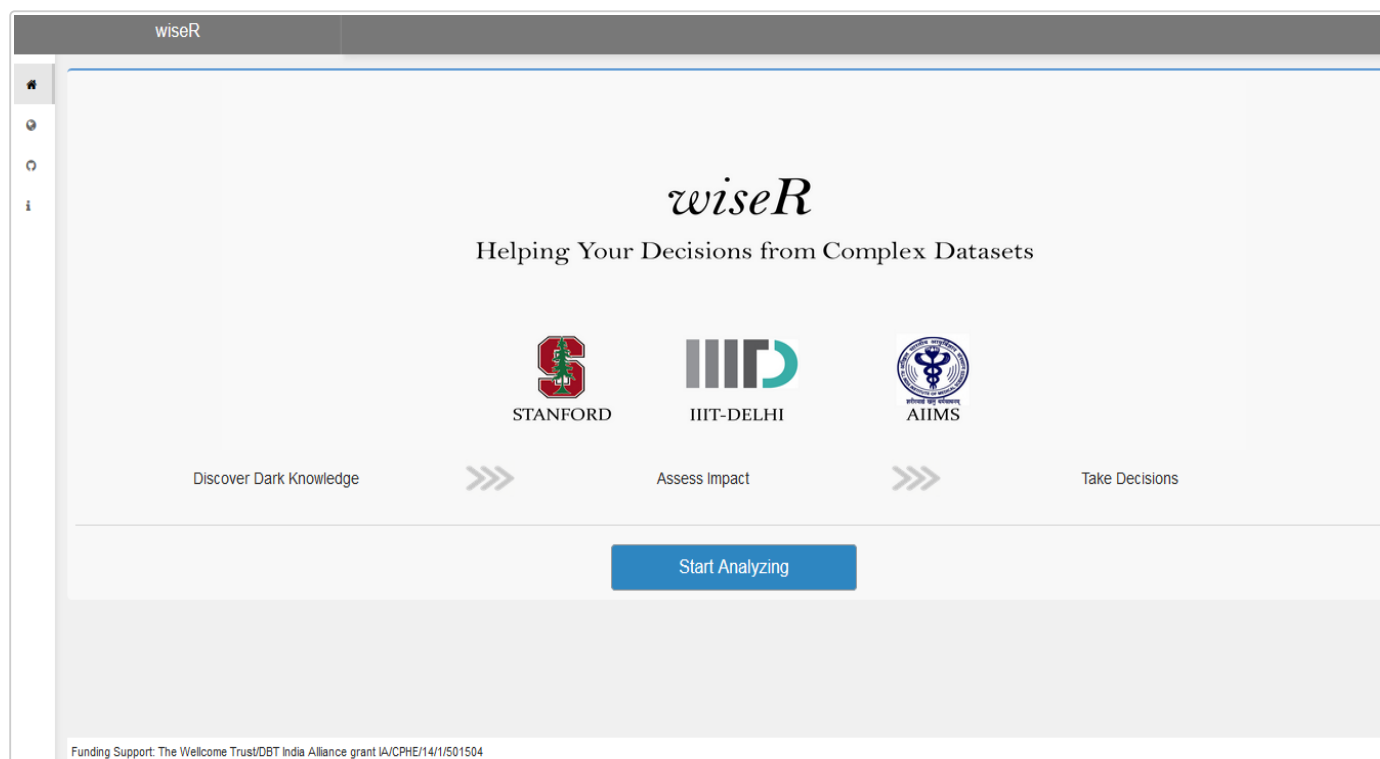 wiseR
wiseR
Helping Your Decisions from Complex Datasets
STANFORD
IIIT-DELHI
AIIMS
Discover Dark Knowledge
Assess Impact
Take Decisions
Start Analyzing
Funding Support: The Wellcome Trust/DBT India Alliance grant IA/CPHE/14/1/501504